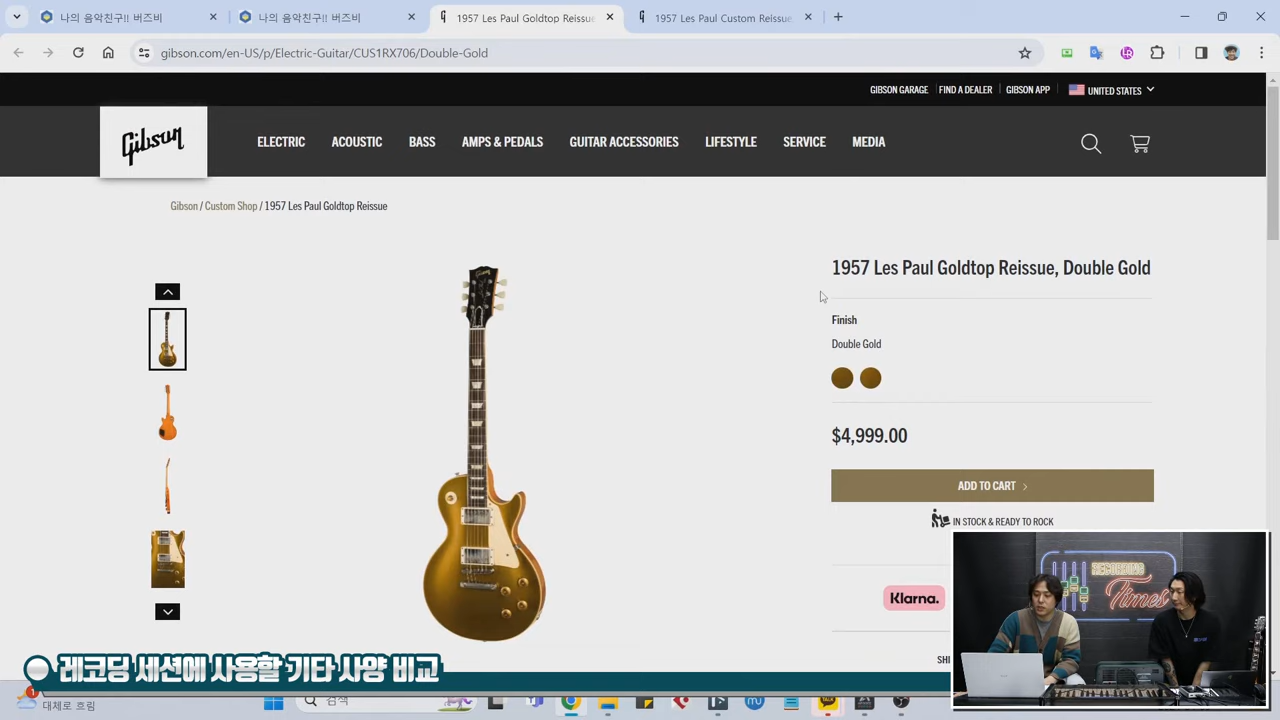 나의 음악친구!! 버즈비
나의 음악친구!! 버즈비
1957 Les Paul Goldtop Reissue
1957 Les Paul Custom Reissue
gibson.com/en-US/p/Electric-Guitar/CUS1RX706/Double-Gold
GIBSON GARAGE
FIND A DEALER
GIBSON APP
UNITED STATES
Gibson
ELECTRIC
ACOUSTIC
BASS
AMPS & PEDALS
GUITAR ACCESSORIES
LIFESTYLE
SERVICE
MEDIA
Gibson / Custom Shop / 1957 Les Paul Goldtop Reissue
1957 Les Paul Goldtop Reissue, Double Gold
Finish
Double Gold
$4,999.00
ADD TO CART
IN STOCK & READY TO ROCK
Klarna.
SHI
RECORDING
Times
레코딩 세션에 사용할 기타 사양 비교
1
대체로 흐림
검색